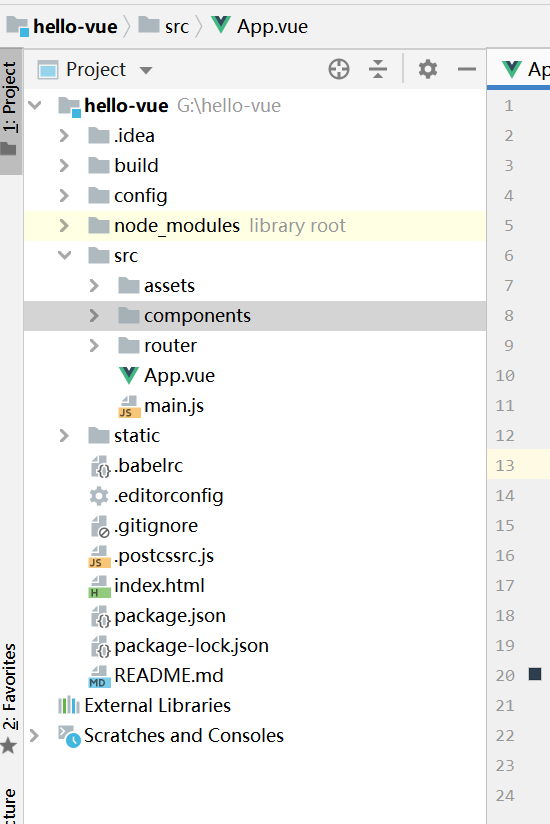 hello-vue src App.vue
1: Project
Project
Ap
hello-vue G:\hello-vue
.idea
build
config
node_modules library root
src
assets
components
router
App.vue
JS main.js
static
.babelrc
.editorconfig
.gitignore
JS .postcssrc.js
H index.html
package.json
package-lock.json
MD README.md
External Libraries
Scratches and Consoles
2: Favorites
cture
1
2
3
4
5
6
7
8
9
10
11
12
13
14
15
16
17
18
19
20
21
22
23
24